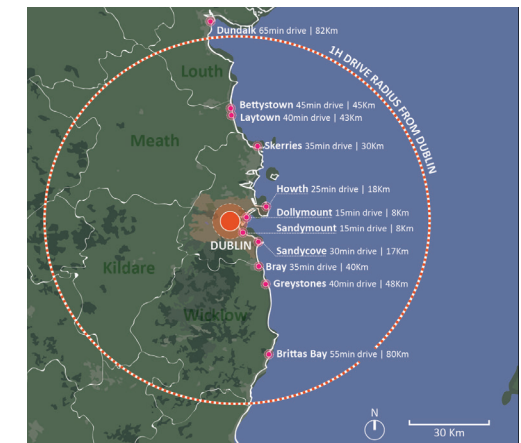 Dundalk 65min drive | 82Km
1H DRIVE RADIUS FROM DUBLIN
Louth
Bettystown 45min drive | 45Km
Laytown 40min drive | 43Km
Meath
Skerries 35min drive | 30Km
Howth 25min drive | 18Km
Dollymount 15min drive | 8Km
Sandymount 15min drive | 8Km
DUBLIN
Sandycove 30min drive | 17Km
Kildare
Bray 35min drive | 40Km
Greystones 40min drive | 48Km
Wicklow
Brittas Bay 55min drive | 80Km
N
30 Km